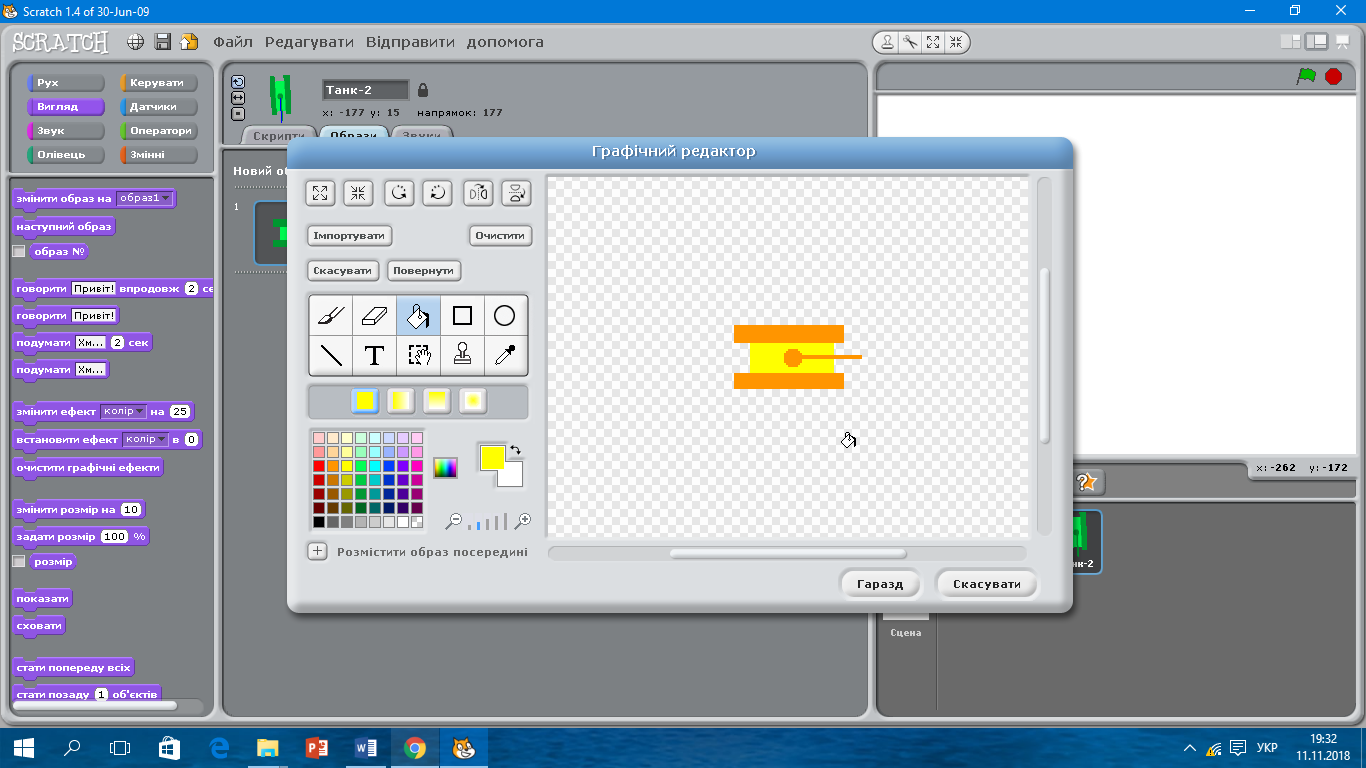 Scratch 1.4 of 30-Jun-09
SCRATCH Файл Редагувати Відправити допомога
Рух Керувати
Вигляд Датчики
Звук Оператори
Олівець Змінні
Танк-2
x: -177 y: 15 напрямок: 177
Скрипти Образи Звуки
Новий об
1
змінити образ на образ1
наступний образ
образ №
говорити Привіт! впродовж 2 се
говорити Привіт!
подумати Хм... 2 сек
подумати Хм...
змінити ефект колір на 25
встановити ефект колір в 0
очистити графічні ефекти
змінити розмір на 10
задати розмір 100 %
розмір
показати
сховати
стати попереду всіх
стати позаду 1 об'єктів
Графічний редактор
Імпортувати Очистити
Скасувати Повернути
T
Розмістити образ посередині
Гаразд Скасувати
x: -262 y: -172
нк-2
Сцена
УКР
19:32
11.11.2018